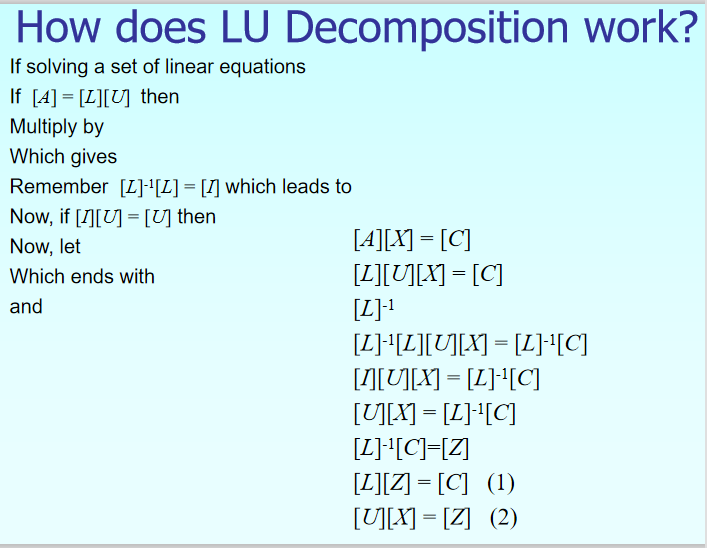 How does LU Decomposition work?
If solving a set of linear equations
If [A] = [L][U] then
Multiply by
Which gives
Remember [L]-1[L] = [I] which leads to
Now, if [I][U] = [U] then
Now, let
Which ends with
and
[A][X] = [C]
[L][U][X] = [C]
[L]-1
[L]-1[L][U][X] = [L]-1[C]
[I][U][X] = [L]-1[C]
[U][X] = [L]-1[C]
[L]-1[C]=[Z]
[L][Z] = [C] (1)
[U][X] = [Z] (2)